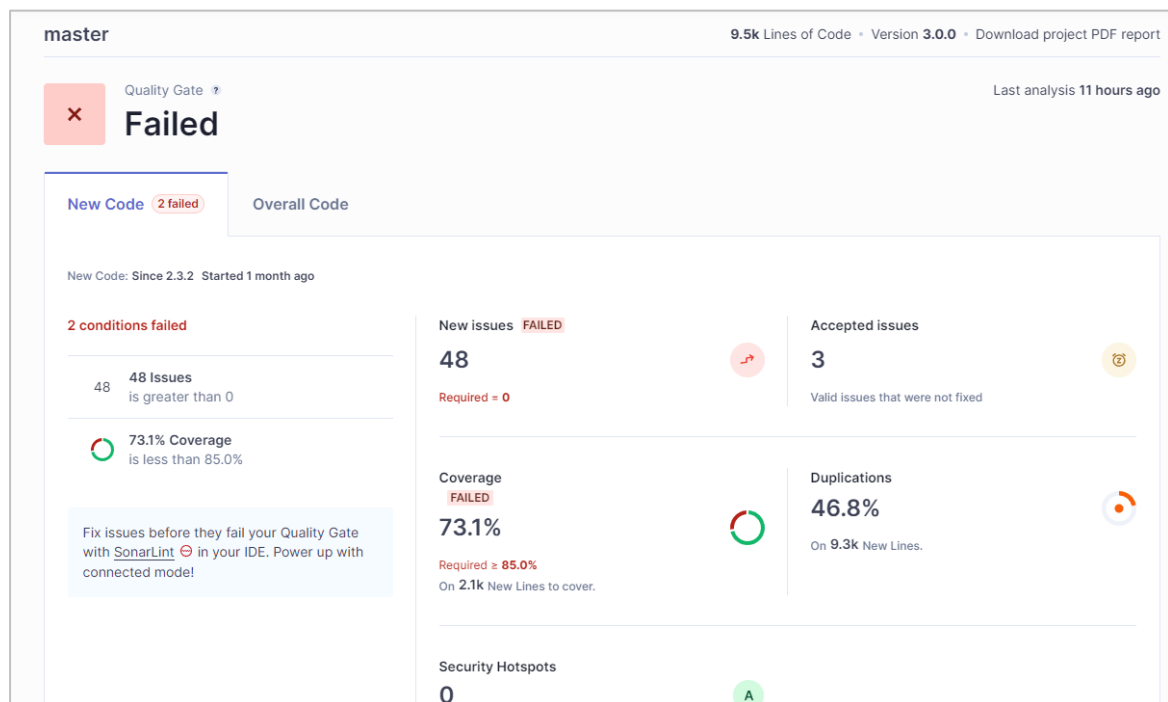 master
9.5k Lines of Code • Version 3.0.0 • Download project PDF report
Quality Gate ?
Last analysis 11 hours ago
Failed
New Code 2 failed
Overall Code
New Code: Since 2.3.2 Started 1 month ago
2 conditions failed
48
48 Issues
is greater than 0
73.1% Coverage
is less than 85.0%
Fix issues before they fail your Quality Gate
with SonarLint in your IDE. Power up with
connected mode!
New issues FAILED
48
Required = 0
Accepted issues
3
Valid issues that were not fixed
Coverage
FAILED
73.1%
Required ≥ 85.0%
On 2.1k New Lines to cover.
Duplications
46.8%
On 9.3k New Lines.
Security Hotspots
0
A